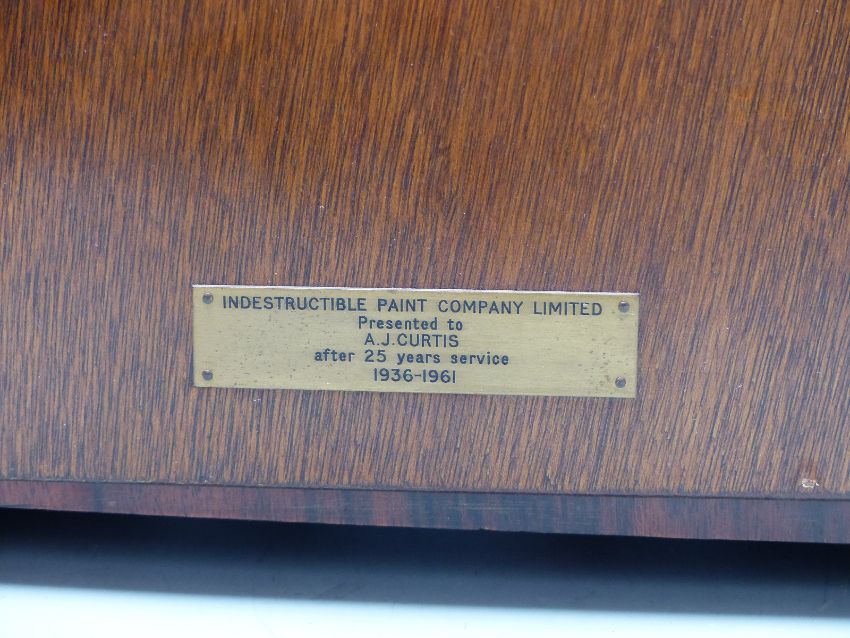 INDESTRUCTIBLE PAINT COMPANY LIMITED
Presented to
A.J.CURTIS
after 25 years service
1936-1961